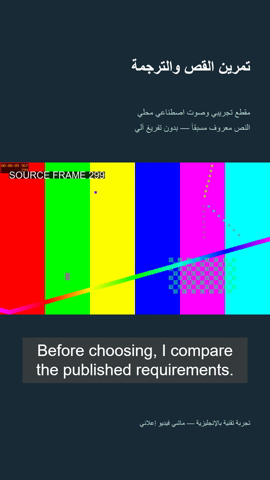 تمرين القص والترجمة
مقطع تجريبي وصوت اصطناعي محلي
النص معروف مسبقاً — بدون تفريغ آلي
SOURCE FRAME 299
Before choosing, I compare
the published requirements.
تجربة تقنية بالإنجليزية — ماشي فيديو إعلاني